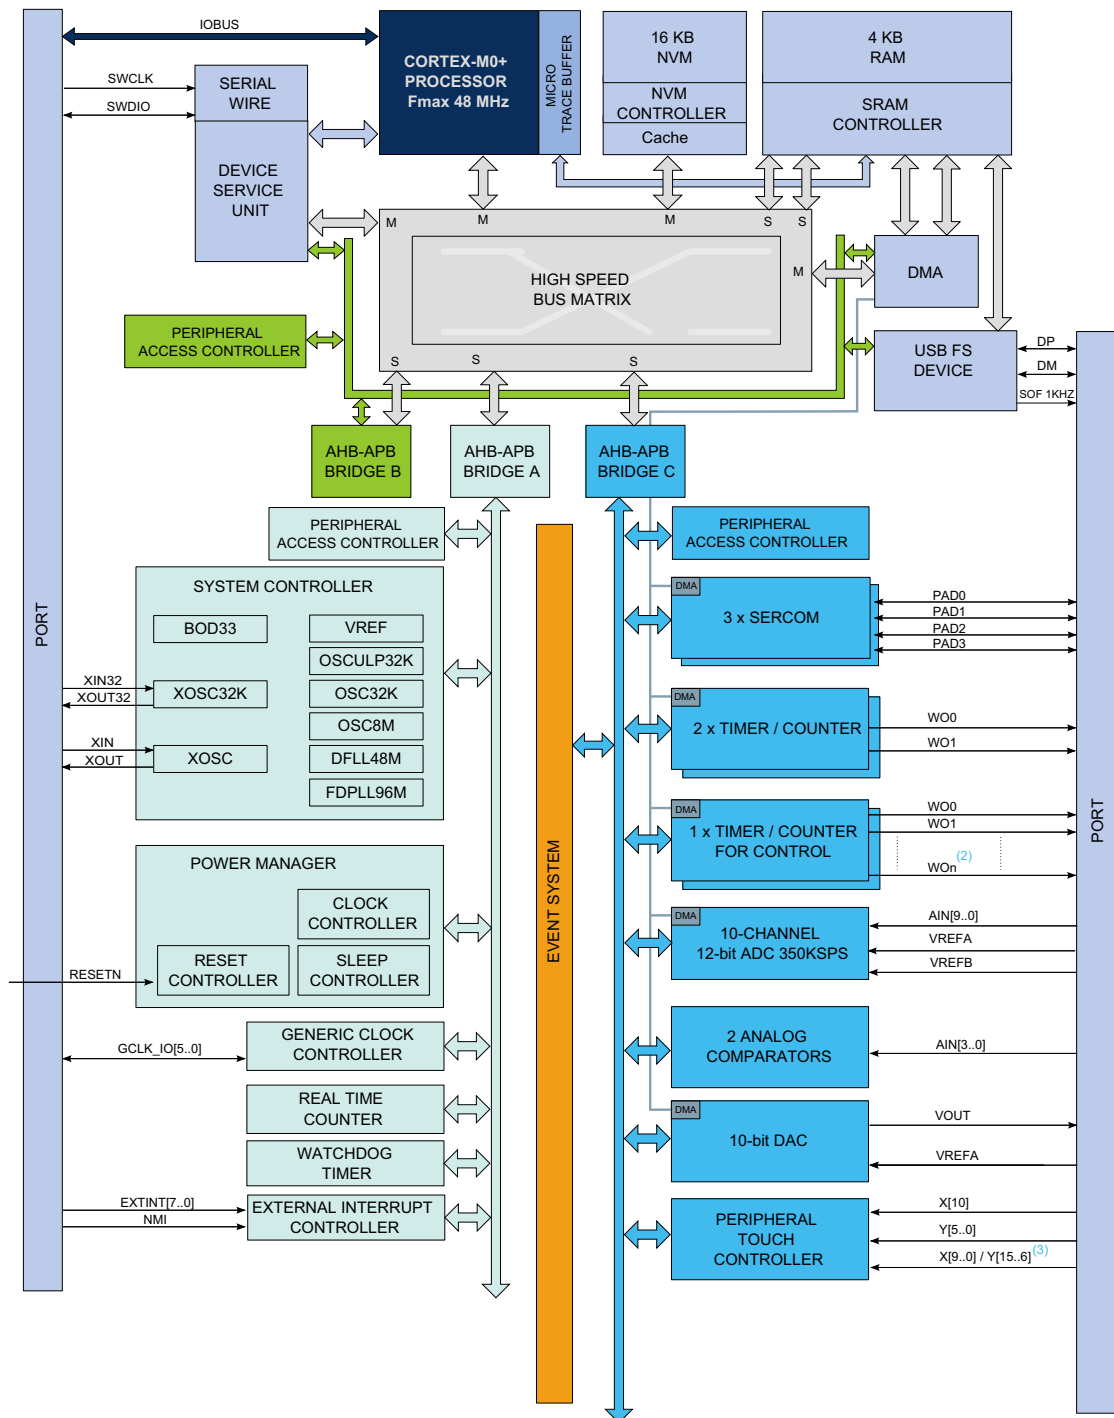 IOBUS
SWCLK
SWDIO
SERIAL
WIRE
DEVICE
SERVICE
UNIT
CORTEX-M0+
PROCESSOR
Fmax 48 MHz
MICRO
TRACE BUFFER
16 KB
NVM
NVM
CONTROLLER
Cache
4 KB
RAM
SRAM
CONTROLLER
M
M
M
S
S
M
HIGH SPEED
BUS MATRIX
S
S
S
DMA
PERIPHERAL
ACCESS CONTROLLER
USB FS
DEVICE
DP
DM
SOF 1KHZ
AHB-APB
BRIDGE B
AHB-APB
BRIDGE A
AHB-APB
BRIDGE C
PORT
PERIPHERAL
ACCESS CONTROLLER
SYSTEM CONTROLLER
BOD33
VREF
OSCULP32K
XIN32
XOUT32
XOSC32K
OSC32K
OSC8M
XIN
XOUT
XOSC
DFLL48M
FDPLL96M
POWER MANAGER
CLOCK
CONTROLLER
RESETN
RESET
CONTROLLER
SLEEP
CONTROLLER
GCLK_IO[5..0]
GENERIC CLOCK
CONTROLLER
REAL TIME
COUNTER
WATCHDOG
TIMER
EXTINT[7..0]
NMI
EXTERNAL INTERRUPT
CONTROLLER
EVENT SYSTEM
PERIPHERAL
ACCESS CONTROLLER
DMA
3 x SERCOM
PAD0
PAD1
PAD2
PAD3
DMA
2 x TIMER / COUNTER
WO0
WO1
DMA
1 x TIMER / COUNTER
FOR CONTROL
WO0
WO1
(2)
WOn
DMA
10-CHANNEL
12-bit ADC 350KSPS
AIN[9..0]
VREFA
VREFB
2 ANALOG
COMPARATORS
AIN[3..0]
DMA
10-bit DAC
VOUT
VREFA
PERIPHERAL
TOUCH
CONTROLLER
X[10]
Y[5..0]
X[9..0] / Y[15..6](3)
PORT